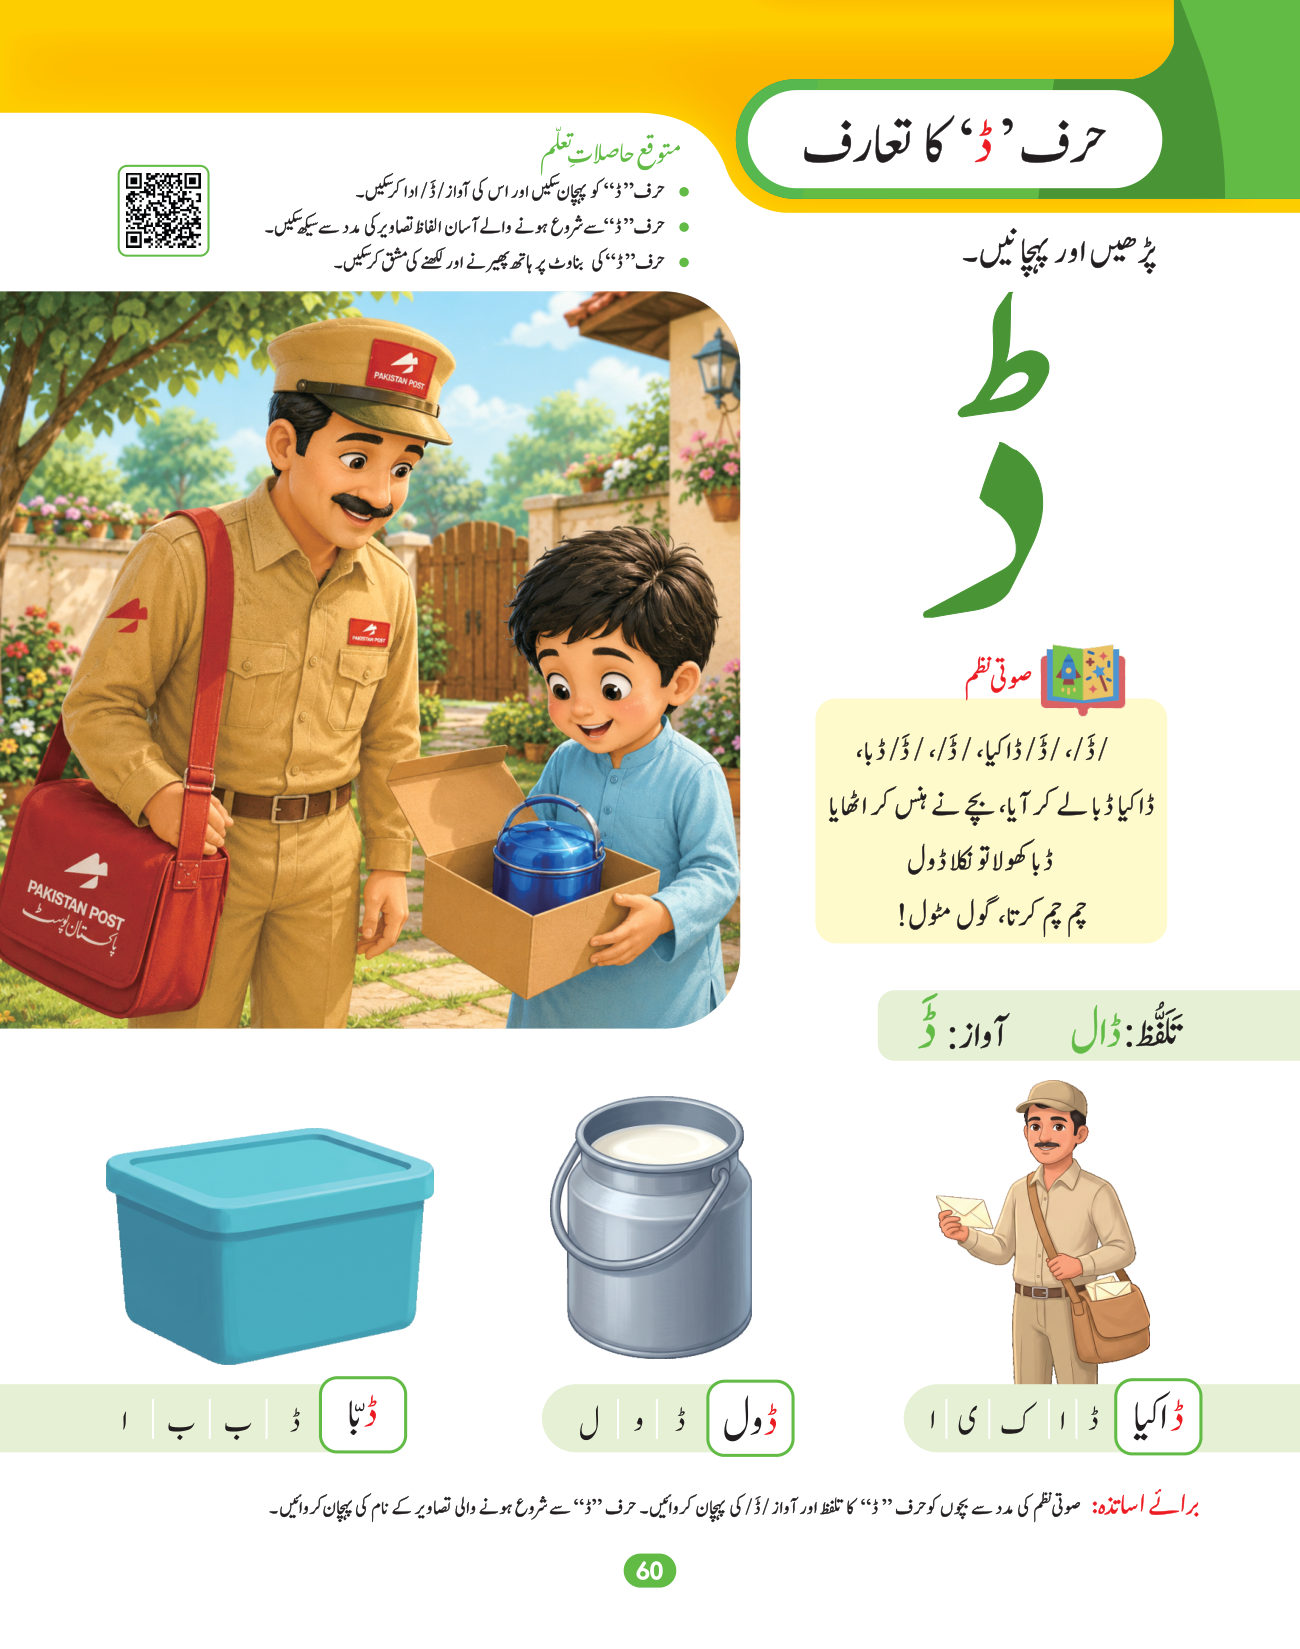 حرف ’ڈ‘ کا تعارف
متوقع حاصلاتِ تعلّم
● حرف ”ڈ“ کو پہچان سکیں اور اس کی آواز /ڈَ/ ادا کرسکیں۔
● حرف ”ڈ“ سے شروع ہونے والے آسان الفاظ تصاویر کی مدد سے سیکھ سکیں۔
● حرف ”ڈ“ کی بناوٹ پر ہاتھ پھیرنے اور لکھنے کی مشق کرسکیں۔
پڑھیں اور پہچانیں۔
ڈ
PAKISTAN POST
PAKISTAN POST
PAKISTAN POST
پاکستان پوسٹ
صوتی نظم
/ڈَ/، /ڈَ/ ڈاکیا، /ڈَ/، /ڈَ/ ڈبا،
ڈاکیا ڈبا لے کر آیا، بچے نے ہنس کر اٹھایا
ڈبا کھولا تو نکلا ڈول
چم چم کرتا، گول مٹول!
تَلَفُّظ: ڈال آواز: ڈَ
ڈاکیا ڈ ا ک ی ا
ڈول ڈ و ل
ڈبّا ڈ ب ب ا
برائے اساتذہ: صوتی نظم کی مدد سے بچوں کو حرف ”ڈ“ کا تلفظ اور آواز /ڈَ/ کی پہچان کروائیں۔ حرف ”ڈ“ سے شروع ہونے والی تصاویر کے نام کی پہچان کروائیں۔
60